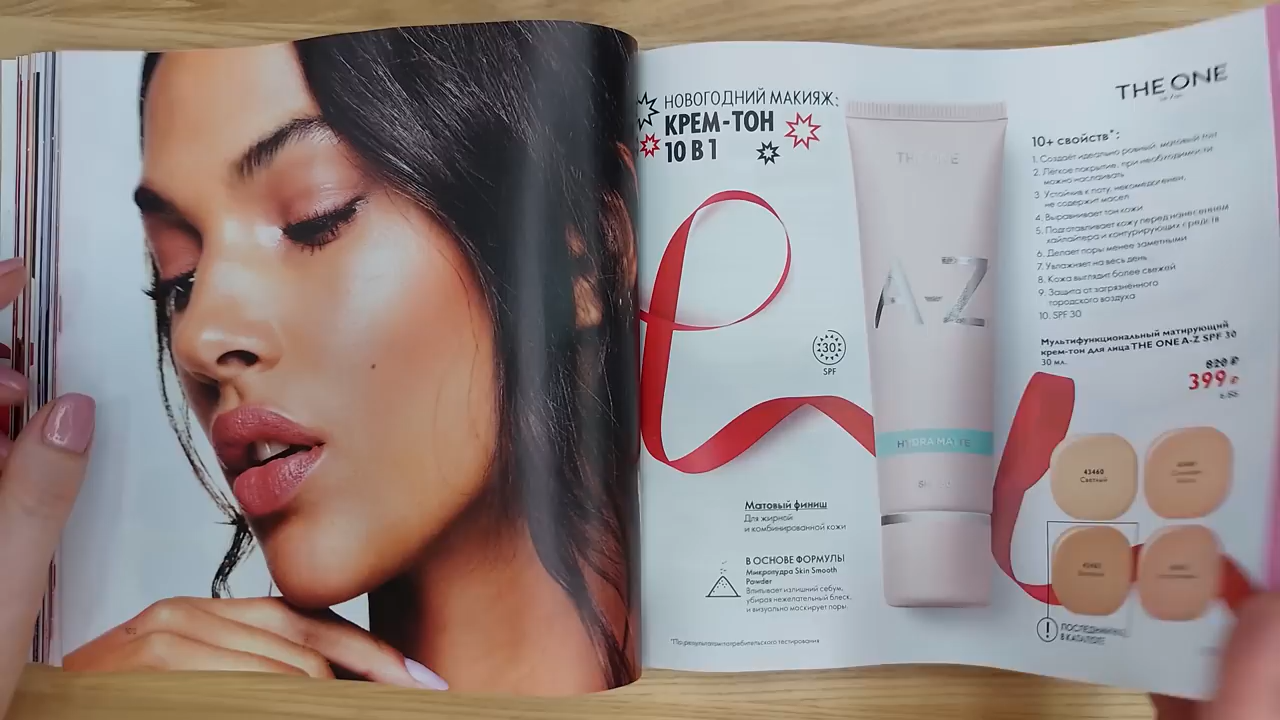 НОВОГОДНИЙ МАКИЯЖ:
КРЕМ-ТОН
10 В 1
30
SPF
Матовый финиш
Для жирной
и комбинированной кожи
В ОСНОВЕ ФОРМУЛЫ
Микропудра Skin Smooth
Powder
Впитывает излишний себум,
убирая нежелательный блеск,
и визуально маскирует поры.
*По результатам потребительского тестирования
THE ONE
A-Z
HYDRA MATTE
THE ONE
10+ свойств*:
1. Создаёт идеально ровный, матовый тон
2. Лёгкое покрытие, при необходимости
можно наслаивать
3. Устойчив к поту, некомедогенен,
не содержит масел
4. Выравнивает тон кожи
5. Подготавливает кожу перед нанесением
хайлайтера и контурирующих средств
6. Делает поры менее заметными
7. Увлажняет на весь день
8. Кожа выглядит более свежей
9. Защита от загрязнённого
городского воздуха
10. SPF 30
Мультифункциональный матирующий
крем-тон для лица THE ONE A-Z SPF 30
30 мл.
820 ₽
399 ₽
43460
Светлый
ПОСЛЕДНИЙ
В КАТАЛОГЕ